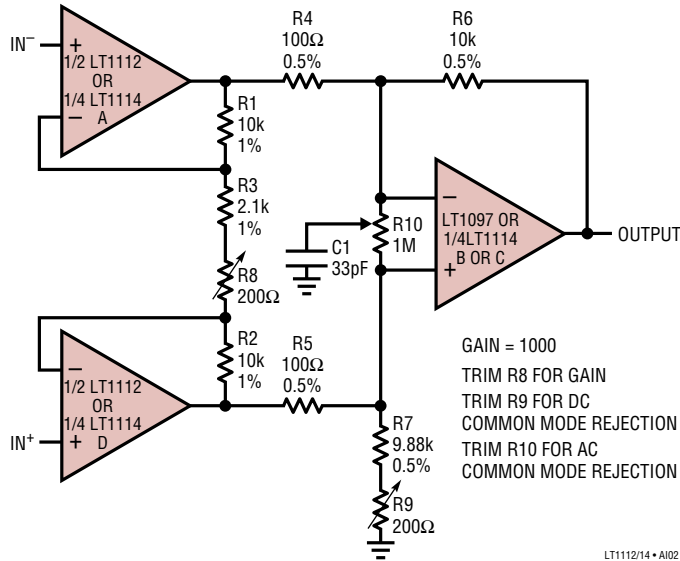 IN–
+
1/2 LT1112
OR
1/4 LT1114
–
A
R4
100Ω
0.5%
R6
10k
0.5%
R1
10k
1%
R3
2.1k
1%
R8
200Ω
C1
33pF
R10
1M
–
LT1097 OR
1/4LT1114
B OR C
+
OUTPUT
R2
10k
1%
R5
100Ω
0.5%
–
1/2 LT1112
OR
1/4 LT1114
+
D
IN+
R7
9.88k
0.5%
R9
200Ω
GAIN = 1000
TRIM R8 FOR GAIN
TRIM R9 FOR DC
COMMON MODE REJECTION
TRIM R10 FOR AC
COMMON MODE REJECTION
LT1112/14 • AI02